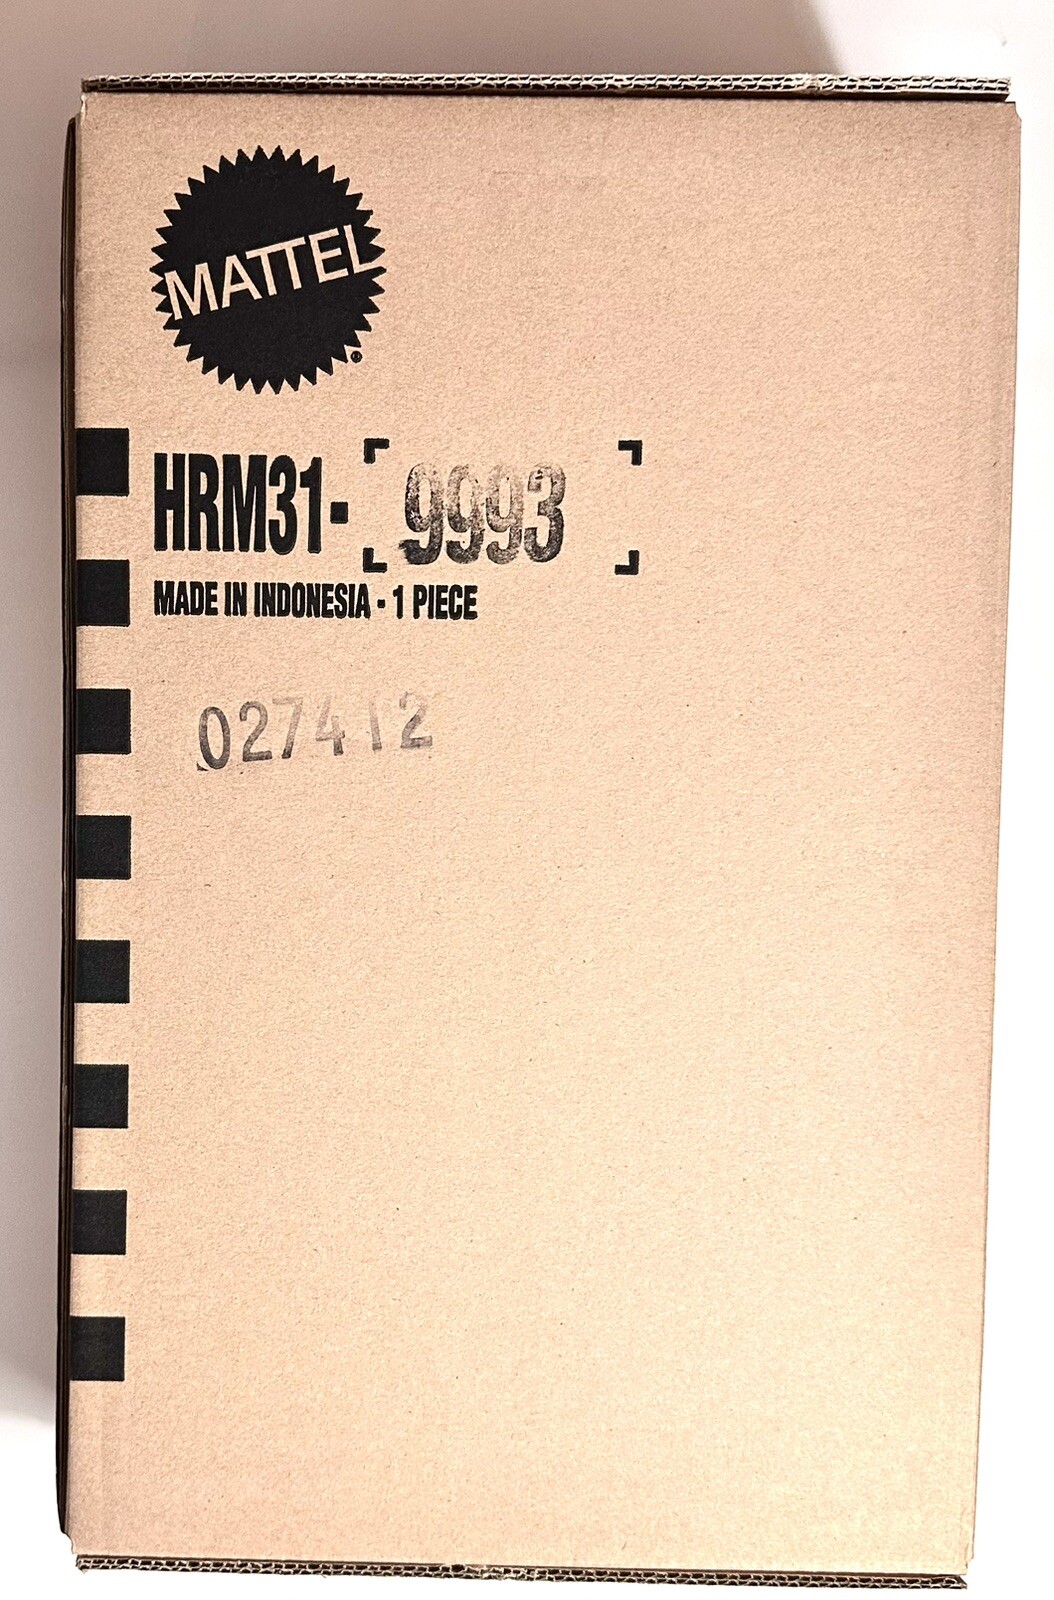 MATTEL
®
HRM31- 9993
MADE IN INDONESIA - 1 PIECE
027412